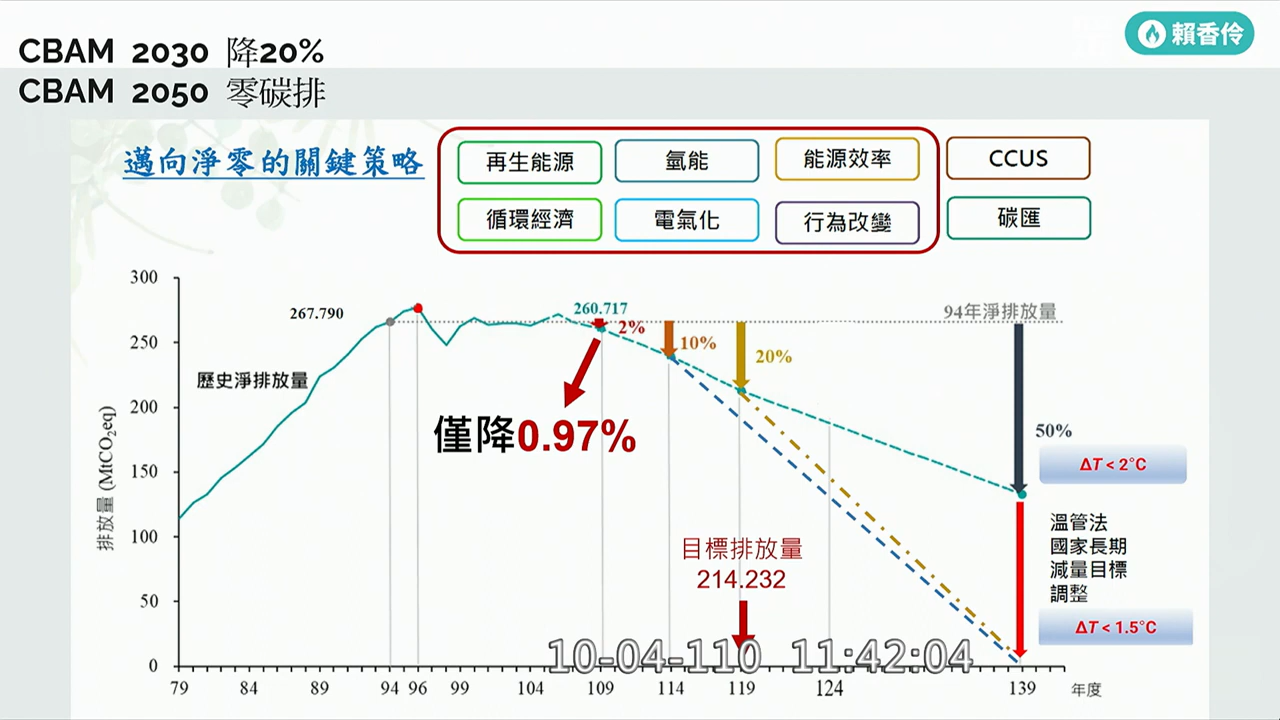 CBAM 2030 降20%
CBAM 2050 零碳排
賴香伶
邁向淨零的關鍵策略
再生能源
氫能
能源效率
CCUS
循環經濟
電氣化
行為改變
碳匯
300
250
200
150
100
50
0
排放量 (MtCO₂eq)
267.790
260.717
94年淨排放量
2%
10%
20%
歷史淨排放量
僅降0.97%
50%
ΔT < 2°C
目標排放量
214.232
溫管法
國家長期
減量目標
調整
ΔT < 1.5°C
10-04-110 11:42:04
79 84 89 94 96 99 104 109 114 119 124 139 年度